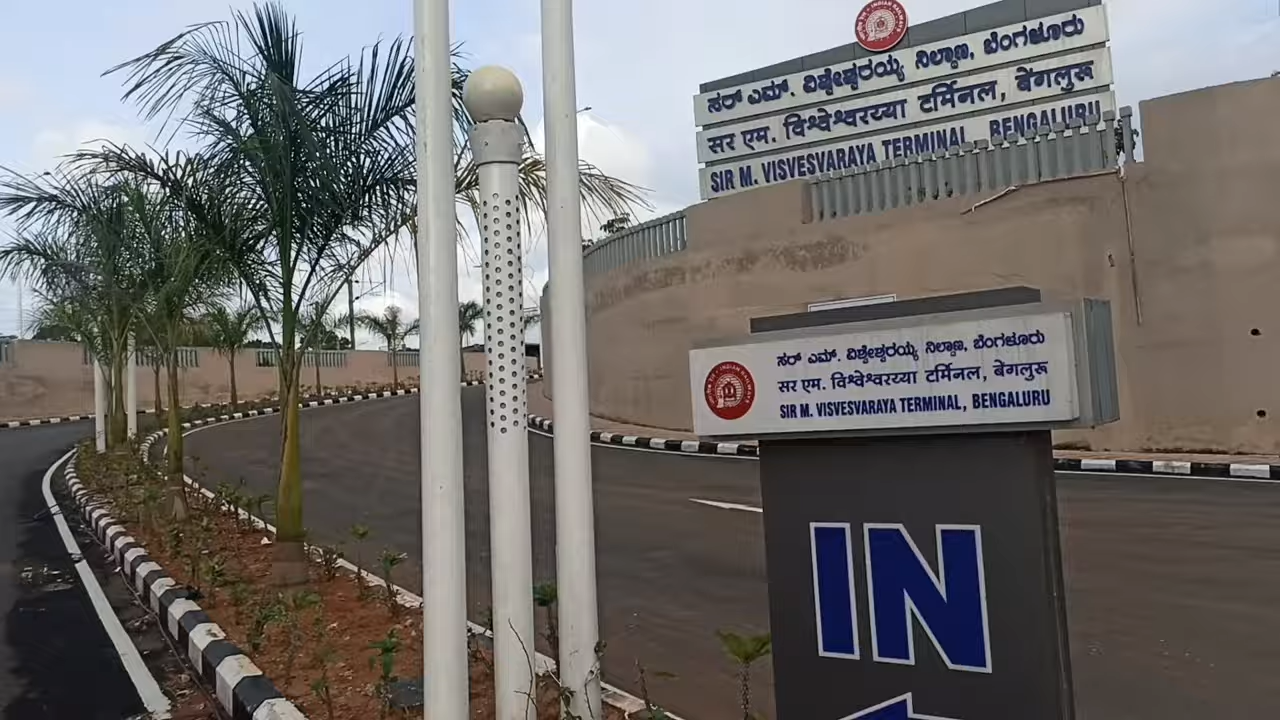 ಸರ್ ಎಮ್. ವಿಶ್ವೇಶ್ವರಯ್ಯ ನಿಲ್ದಾಣ, ಬೆಂಗಳೂರು
सर एम. विश्वेश्वरय्या टर्मिनल, बेंगलुरू
SIR M. VISVESVARAYA TERMINAL, BENGALURU
ಸರ್ ಎಮ್. ವಿಶ್ವೇಶ್ವರಯ್ಯ ನಿಲ್ದಾಣ, ಬೆಂಗಳೂರು
सर एम. विश्वेश्वरय्या टर्मिनल, बेंगलुरू
SIR M. VISVESVARAYA TERMINAL, BENGALURU
IN